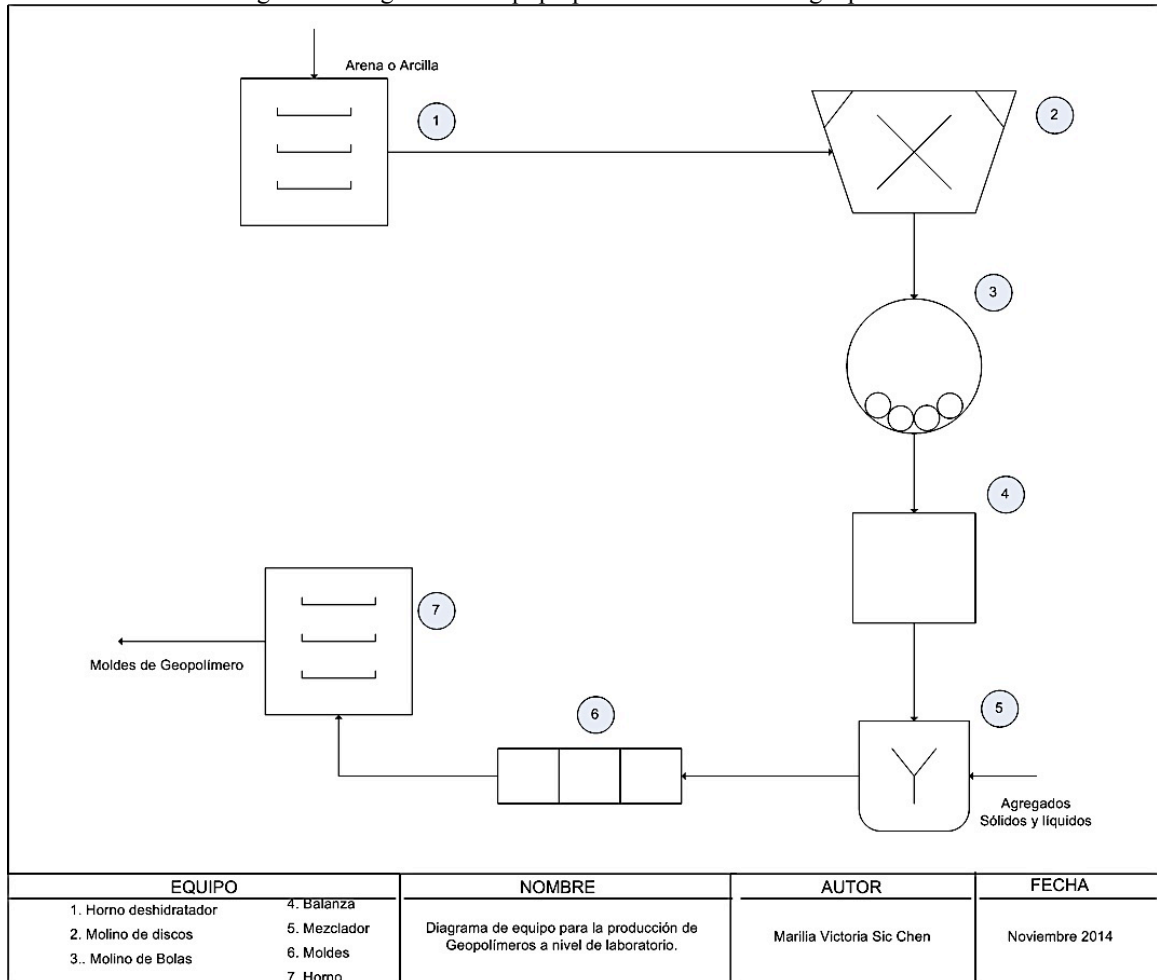 Arena o Arcilla
1
2
3
4
5
Agregados
Sólidos y líquidos
6
7
Moldes de Geopolímero
EQUIPO
1. Horno deshidratador
2. Molino de discos
3.. Molino de Bolas
4. Balanza
5. Mezclador
6. Moldes
7. Horno
NOMBRE
Diagrama de equipo para la producción de
Geopolímeros a nivel de laboratorio.
AUTOR
Marilia Victoria Sic Chen
FECHA
Noviembre 2014